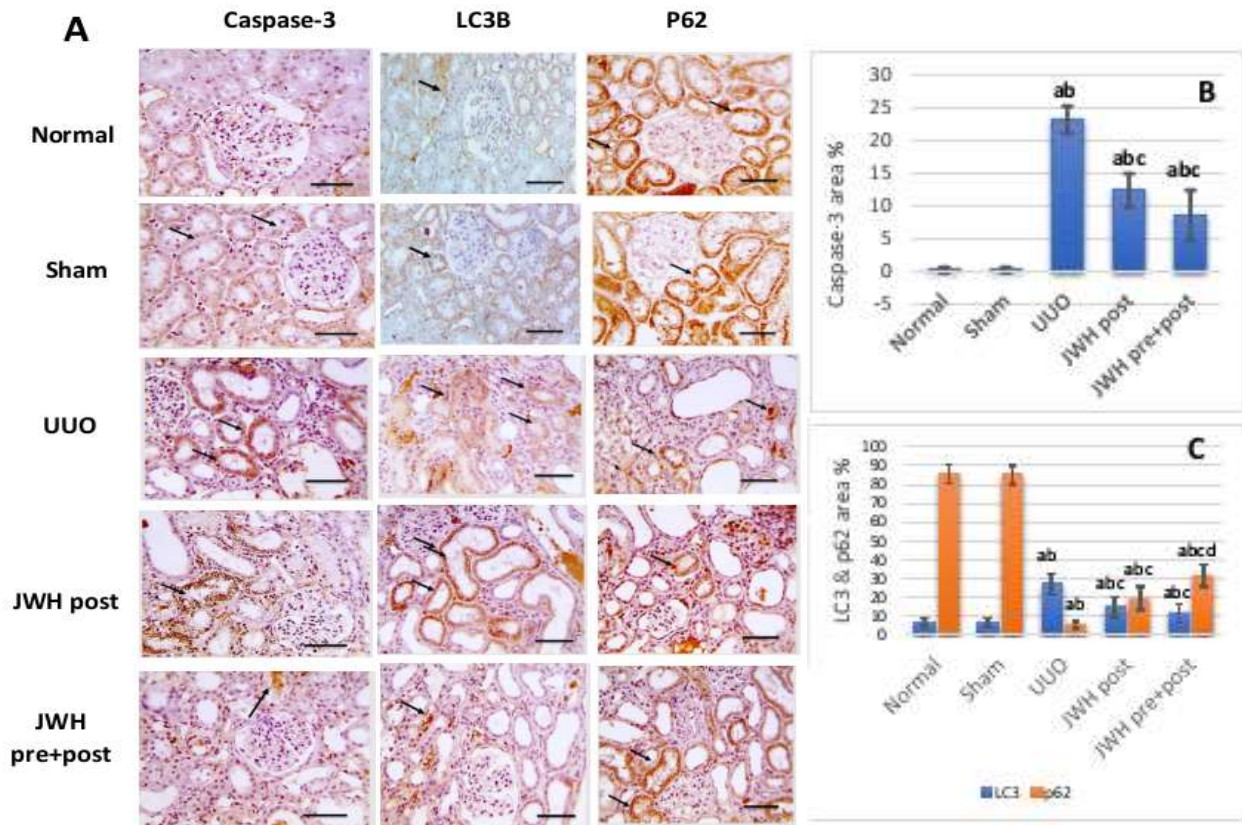 A
Caspase-3 LC3B P62
Normal
Sham
UUO
JWH post
JWH
pre+post
B
Caspase-3 area %
30
25
20
15
10
5
0
-5
ab
abc
abc
Normal
Sham
UUO
JWH post
JWH pre+post
C
LC3 & p62 area %
100
90
80
70
60
50
40
30
20
10
0
ab
ab
abc
abc
abc
abcd
Normal
Sham
UUO
JWH post
JWH pre+post
LC3 p62